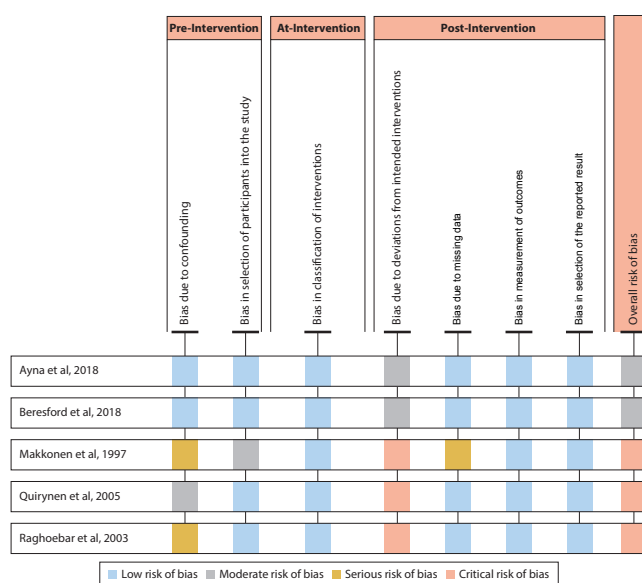 Pre-Intervention
At-Intervention
Post-Intervention
Bias due to confounding
Bias in selection of participants into the study
Bias in classification of interventions
Bias due to deviations from intended interventions
Bias due to missing data
Bias in measurement of outcomes
Bias in selection of the reported result
Overall risk of bias
Ayna et al, 2018
Beresford et al, 2018
Makkonen et al, 1997
Quirynen et al, 2005
Raghoebar et al, 2003
Low risk of bias
Moderate risk of bias
Serious risk of bias
Critical risk of bias